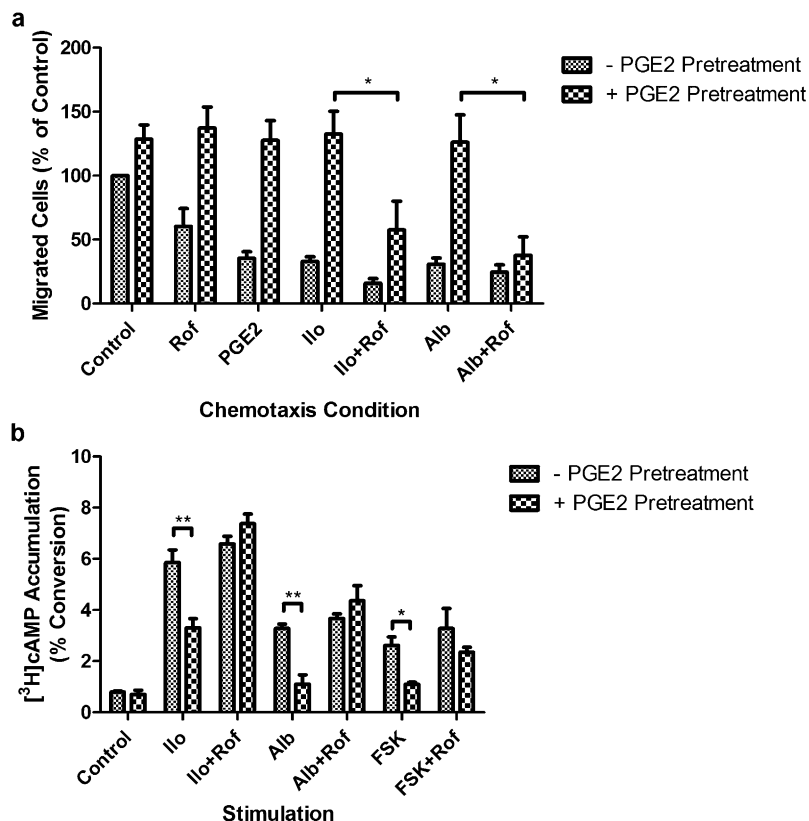 a
200
150
100
50
0
Migrated Cells (% of Control)
*
*
- PGE2 Pretreatment
+ PGE2 Pretreatment
Control
Rof
PGE2
Ilo
Ilo+Rof
Alb
Alb+Rof
Chemotaxis Condition
b
10
8
6
4
2
0
[³H]cAMP Accumulation
(% Conversion)
**
**
*
- PGE2 Pretreatment
+ PGE2 Pretreatment
Control
Ilo
Ilo+Rof
Alb
Alb+Rof
FSK
FSK+Rof
Stimulation